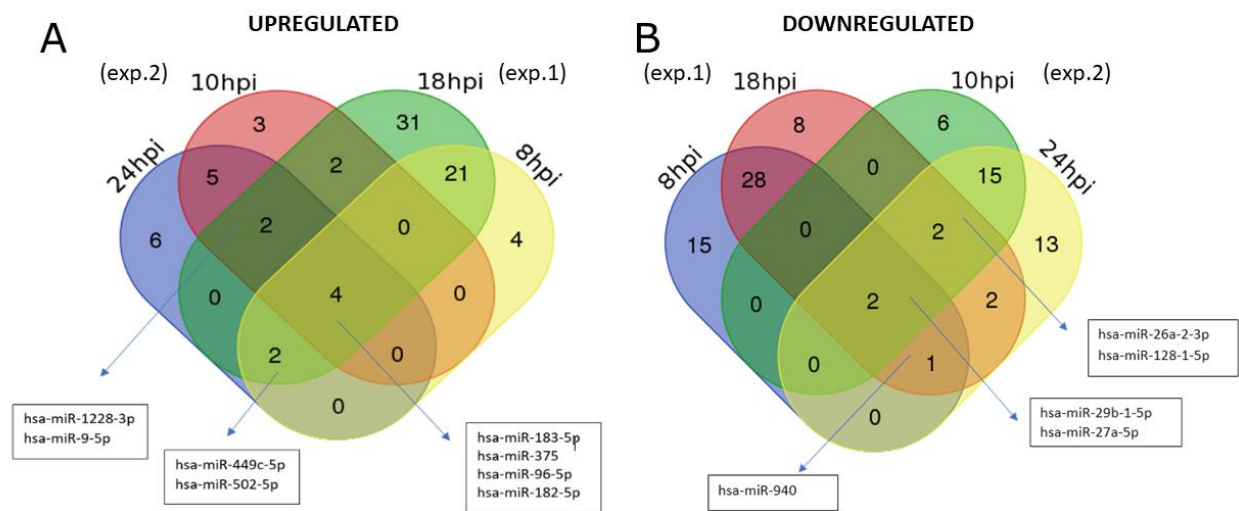 A
UPREGULATED
(exp.2)
10hpi
18hpi
(exp.1)
24hpi
8hpi
3
31
5
2
21
6
2
0
4
0
4
0
2
0
0
hsa-miR-1228-3p
hsa-miR-9-5p
hsa-miR-449c-5p
hsa-miR-502-5p
hsa-miR-183-5p
hsa-miR-375
hsa-miR-96-5p
hsa-miR-182-5p
B
DOWNREGULATED
(exp.1)
18hpi
10hpi
(exp.2)
8hpi
24hpi
8
6
28
0
15
15
0
2
13
0
2
2
0
1
0
hsa-miR-26a-2-3p
hsa-miR-128-1-5p
hsa-miR-29b-1-5p
hsa-miR-27a-5p
hsa-miR-940